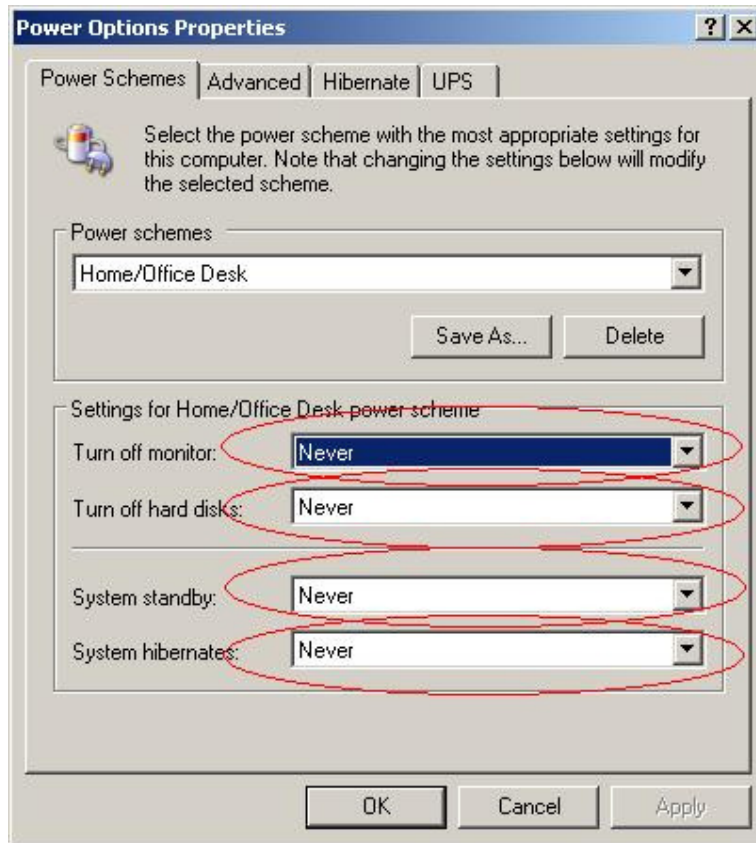 Power Options Properties
Power Schemes Advanced Hibernate UPS
Select the power scheme with the most appropriate settings for
this computer. Note that changing the settings below will modify
the selected scheme.
Power schemes
Home/Office Desk
Save As... Delete
Settings for Home/Office Desk power scheme
Turn off monitor: Never
Turn off hard disks: Never
System standby: Never
System hibernates: Never
OK Cancel Apply